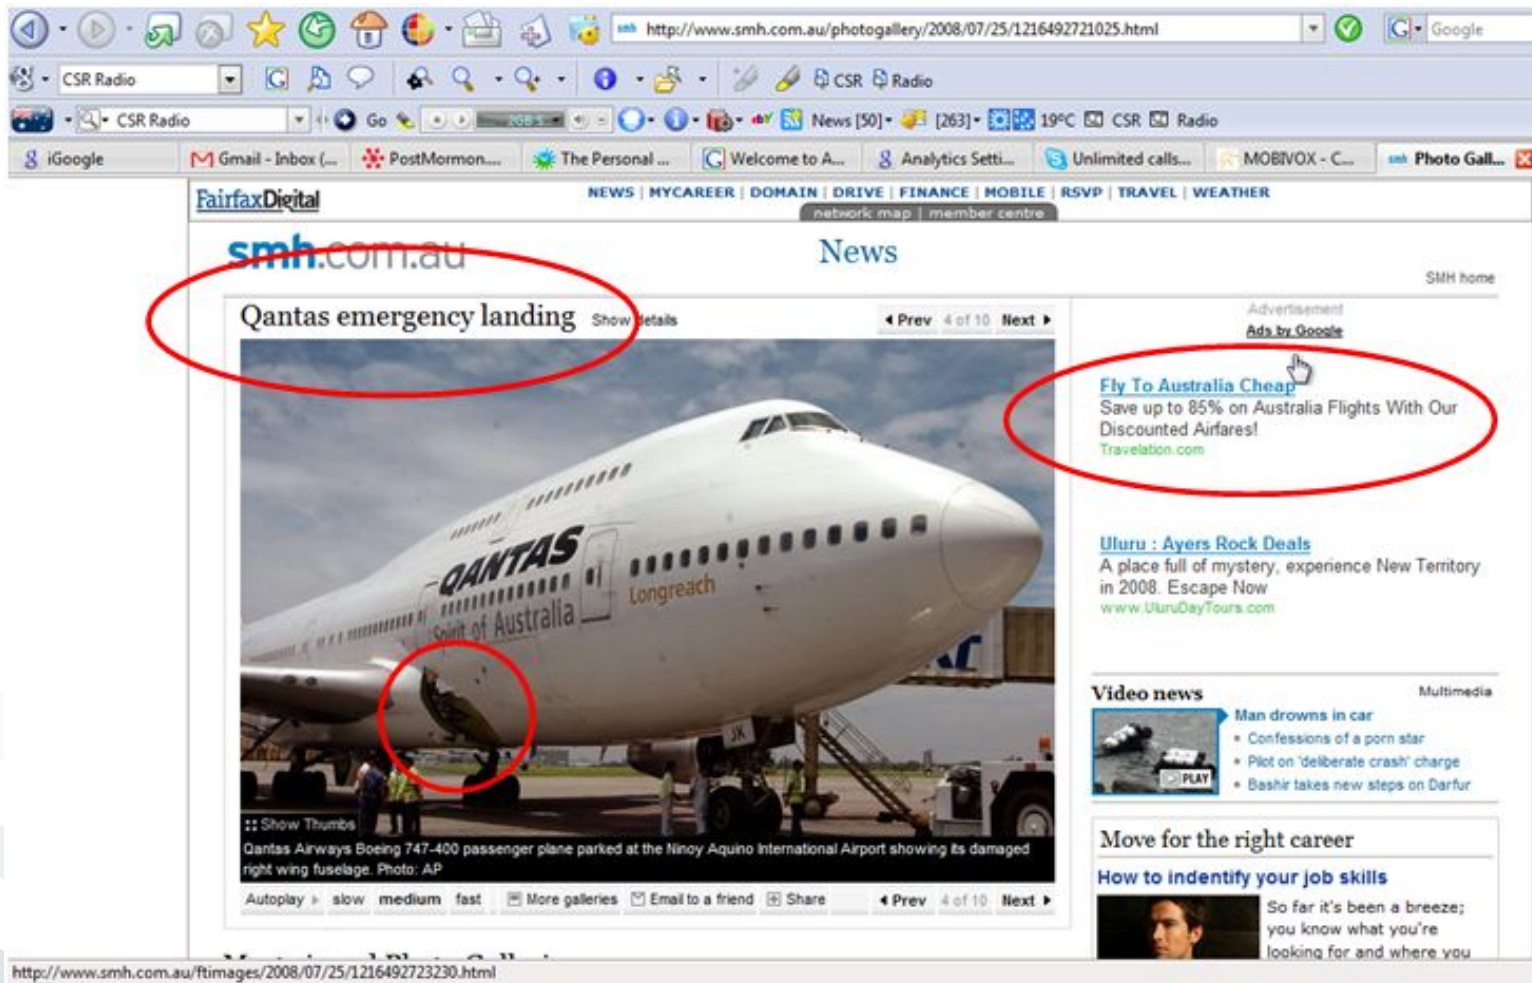 http://www.smh.com.au/photogallery/2008/07/25/1216492721025.html
Google
CSR Radio
CSR Radio
CSR Radio Go News [50] [263] 19°C CSR Radio
iGoogle Gmail - Inbox (... PostMormon.... The Personal ... Welcome to A... Analytics Setti... Unlimited calls... MOBIVOX - C... Photo Gall...
FairfaxDigital
NEWS | MYCAREER | DOMAIN | DRIVE | FINANCE | MOBILE | RSVP | TRAVEL | WEATHER
network map | member centre
smh.com.au
News
SMH home
Qantas emergency landing Show details
Prev 4 of 10 Next
Advertisement
Ads by Google
Fly To Australia Cheap
Save up to 85% on Australia Flights With Our
Discounted Airfares!
Travelation.com
QANTAS
Spirit of Australia
Longreach
JK
Uluru : Ayers Rock Deals
A place full of mystery, experience New Territory
in 2008. Escape Now
www.UluruDayTours.com
Show Thumbs
Qantas Airways Boeing 747-400 passenger plane parked at the Ninoy Aquino International Airport showing its damaged
right wing fuselage. Photo: AP
Autoplay slow medium fast More galleries Email to a friend Share Prev 4 of 10 Next
Video news Multimedia
Man drowns in car
Confessions of a porn star
Pilot on 'deliberate crash' charge
Bashir takes new steps on Darfur
PLAY
Move for the right career
How to indentify your job skills
So far it's been a breeze;
you know what you're
looking for and where you
http://www.smh.com.au/ftimages/2008/07/25/1216492723230.html